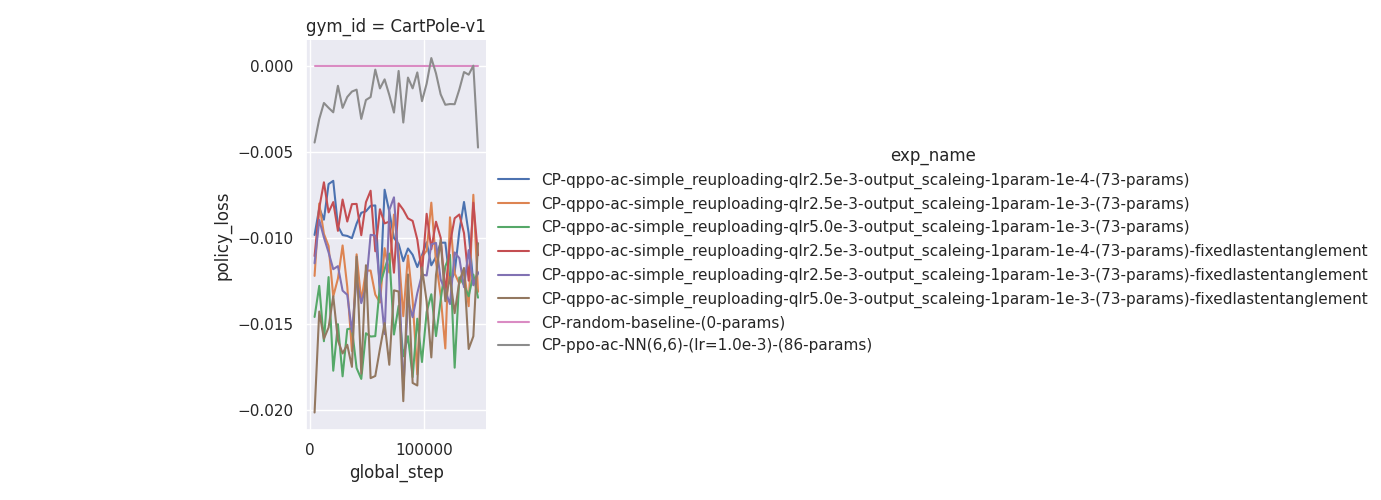 gym_id = CartPole-v1
0.000
−0.005
−0.010
−0.015
−0.020
policy_loss
0
100000
global_step
exp_name
CP-qppo-ac-simple_reuploading-qlr2.5e-3-output_scaleing-1param-1e-4-(73-params)
CP-qppo-ac-simple_reuploading-qlr2.5e-3-output_scaleing-1param-1e-3-(73-params)
CP-qppo-ac-simple_reuploading-qlr5.0e-3-output_scaleing-1param-1e-3-(73-params)
CP-qppo-ac-simple_reuploading-qlr2.5e-3-output_scaleing-1param-1e-4-(73-params)-fixedlastentanglement
CP-qppo-ac-simple_reuploading-qlr2.5e-3-output_scaleing-1param-1e-3-(73-params)-fixedlastentanglement
CP-qppo-ac-simple_reuploading-qlr5.0e-3-output_scaleing-1param-1e-3-(73-params)-fixedlastentanglement
CP-random-baseline-(0-params)
CP-ppo-ac-NN(6,6)-(lr=1.0e-3)-(86-params)